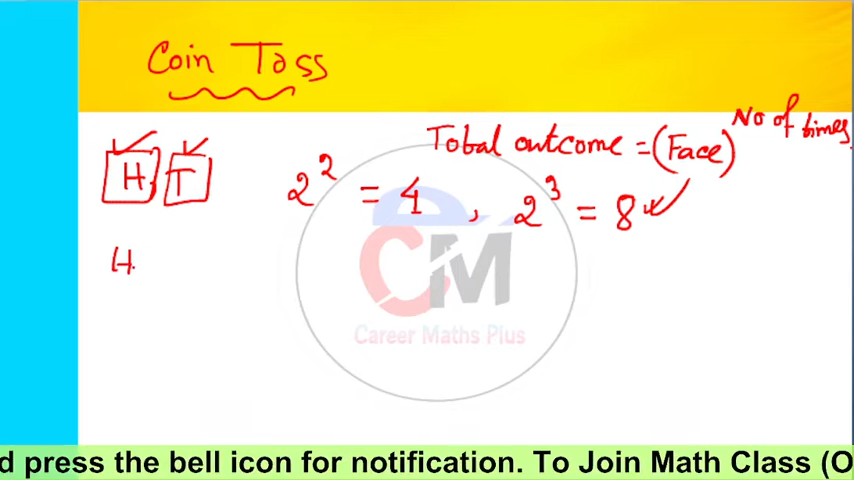 Coin Toss
Total outcome = (Face)^No of times.
H, T
2^2 = 4 , 2^3 = 8
H
CM
Career Maths Plus
d press the bell icon for notification. To Join Math Class (O